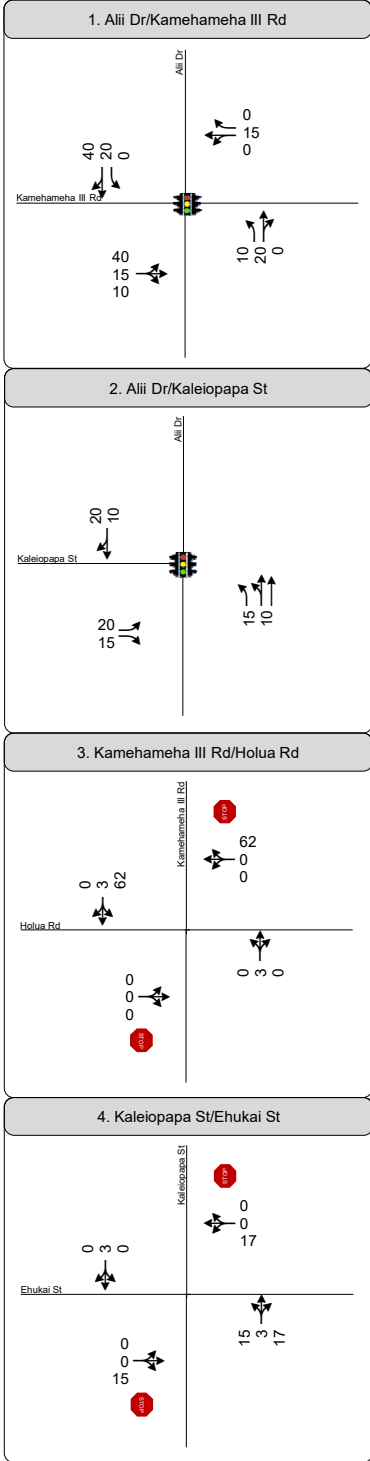 1. Alii Dr/Kamehameha III Rd
Alii Dr
Kamehameha III Rd
40 20 0
0
15
0
10 20 0
40
15
10
2. Alii Dr/Kaleiopapa St
Alii Dr
20 10
Kaleiopapa St
20
15
15 10
3. Kamehameha III Rd/Holua Rd
Kamehameha III Rd
STOP
62
0
0
0 3 62
Holua Rd
0
0
0
0 3 0
STOP
4. Kaleiopapa St/Ehukai St
Kaleiopapa St
STOP
0
0
17
0 3 0
Ehukai St
0
0
15
15 3 17
STOP